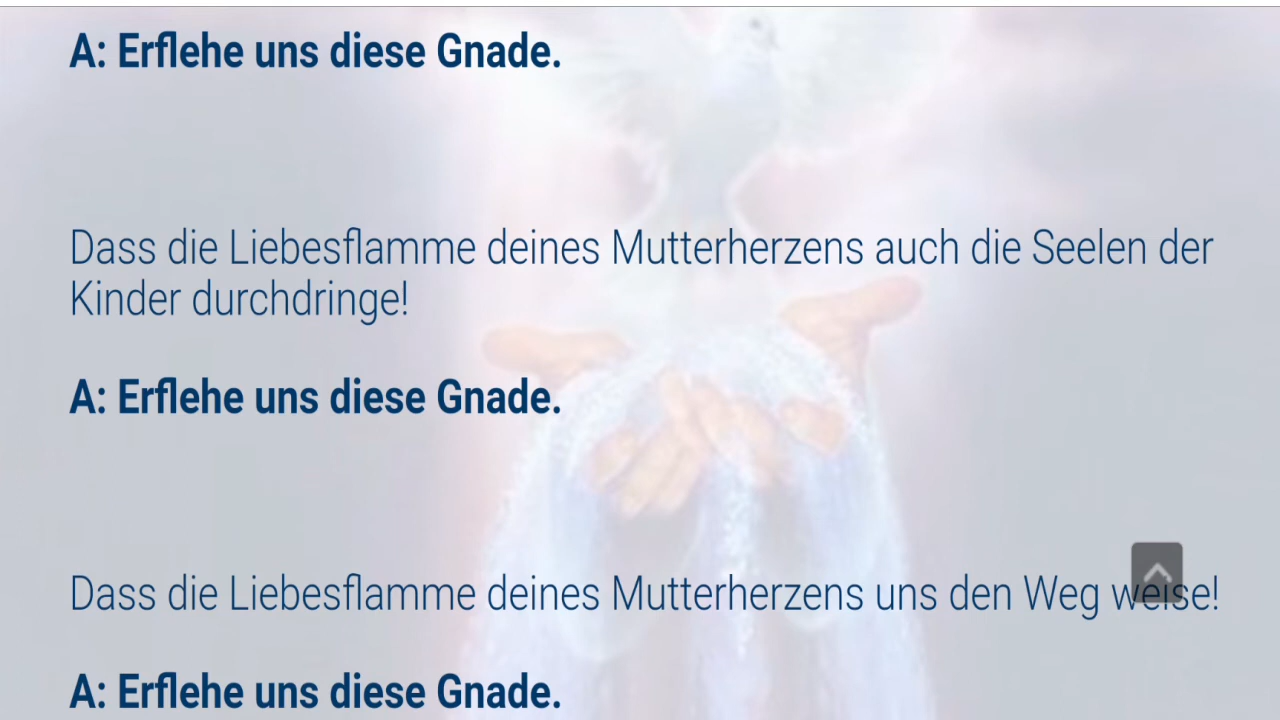 A: Erflehe uns diese Gnade.
Dass die Liebesflamme deines Mutterherzens auch die Seelen der
Kinder durchdringe!
A: Erflehe uns diese Gnade.
Dass die Liebesflamme deines Mutterherzens uns den Weg weise!
A: Erflehe uns diese Gnade.